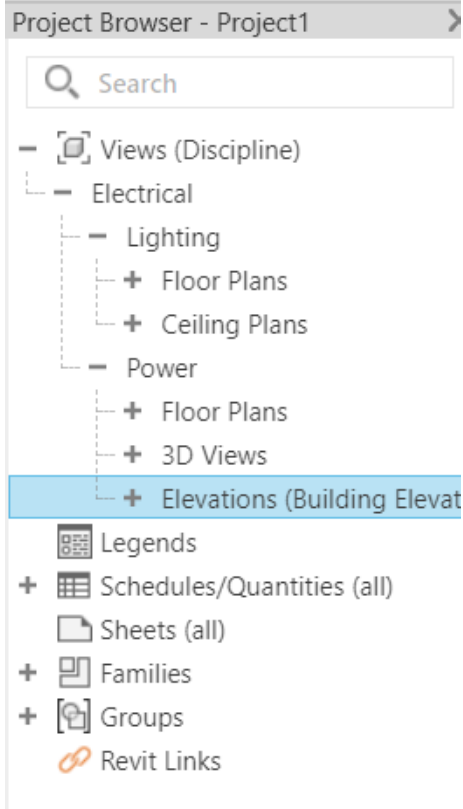 Project Browser - Project1
Search
Views (Discipline)
Electrical
Lighting
Floor Plans
Ceiling Plans
Power
Floor Plans
3D Views
Elevations (Building Elevat
Legends
Schedules/Quantities (all)
Sheets (all)
Families
Groups
Revit Links